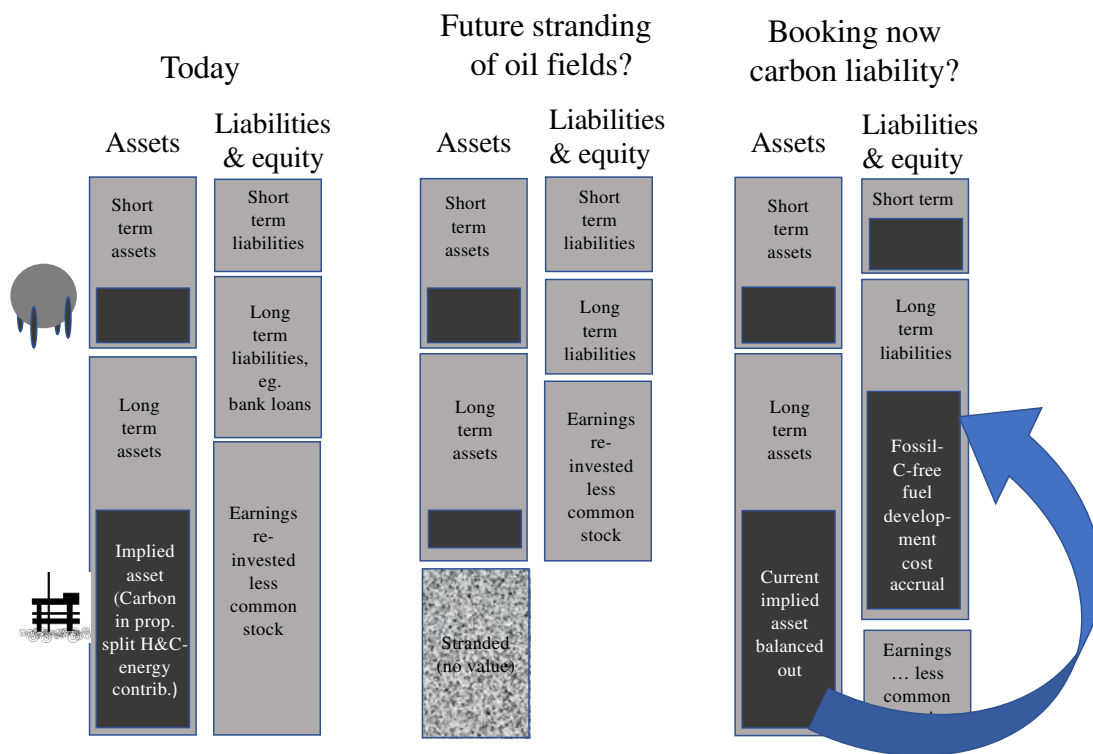 Today
Assets
Liabilities
& equity
Short
term
assets
Long
term
assets
Implied
asset
(Carbon
in prop.
split H&C-
energy
contrib.)
Short
term
liabilities
Long
term
liabilities,
eg.
bank loans
Earnings
re-
invested
less
common
stock
Future stranding
of oil fields?
Assets
Liabilities
& equity
Short
term
assets
Long
term
assets
Stranded
(no value)
Short
term
liabilities
Long
term
liabilities
Earnings
re-
invested
less
common
stock
Booking now
carbon liability?
Assets
Liabilities
& equity
Short
term
assets
Long
term
assets
Current
implied
asset
balanced
out
Short term
Long
term
liabilities
Fossil-
C-free
fuel
develop-
ment
cost
accrual
Earnings
… less
common